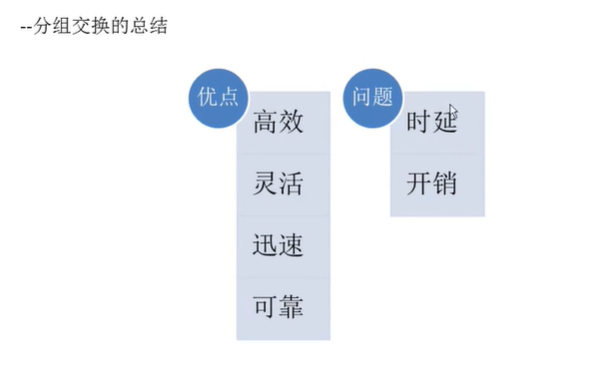 --分组交换的总结
优点
高效
灵活
迅速
可靠
问题
时延
开销